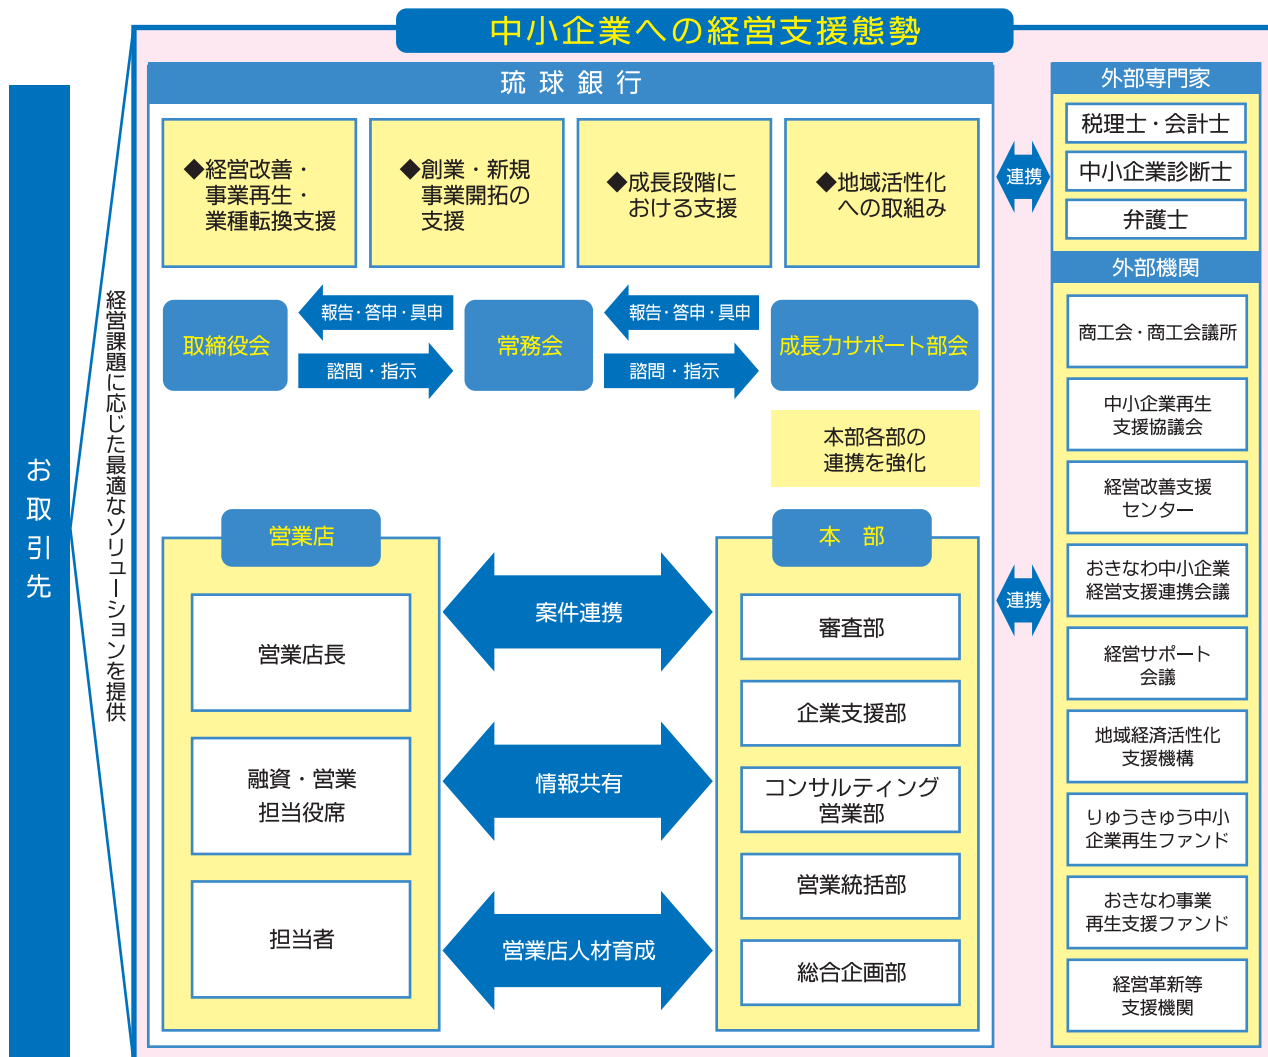 中小企業への経営支援態勢
お取引先
経営課題に応じた最適なソリューションを提供
琉球銀行
◆経営改善・
事業再生・
業種転換支援
◆創業・新規
事業開拓の
支援
◆成長段階に
おける支援
◆地域活性化
への取組み
取締役会
報告・答申・具申
諮問・指示
常務会
報告・答申・具申
諮問・指示
成長力サポート部会
本部各部の
連携を強化
営業店
営業店長
融資・営業
担当役席
担当者
案件連携
情報共有
営業店人材育成
本 部
審査部
企業支援部
コンサルティング
営業部
営業統括部
総合企画部
連携
連携
外部専門家
税理士・会計士
中小企業診断士
弁護士
外部機関
商工会・商工会議所
中小企業再生
支援協議会
経営改善支援
センター
おきなわ中小企業
経営支援連携会議
経営サポート
会議
地域経済活性化
支援機構
りゅうきゅう中小
企業再生ファンド
おきなわ事業
再生支援ファンド
経営革新等
支援機関